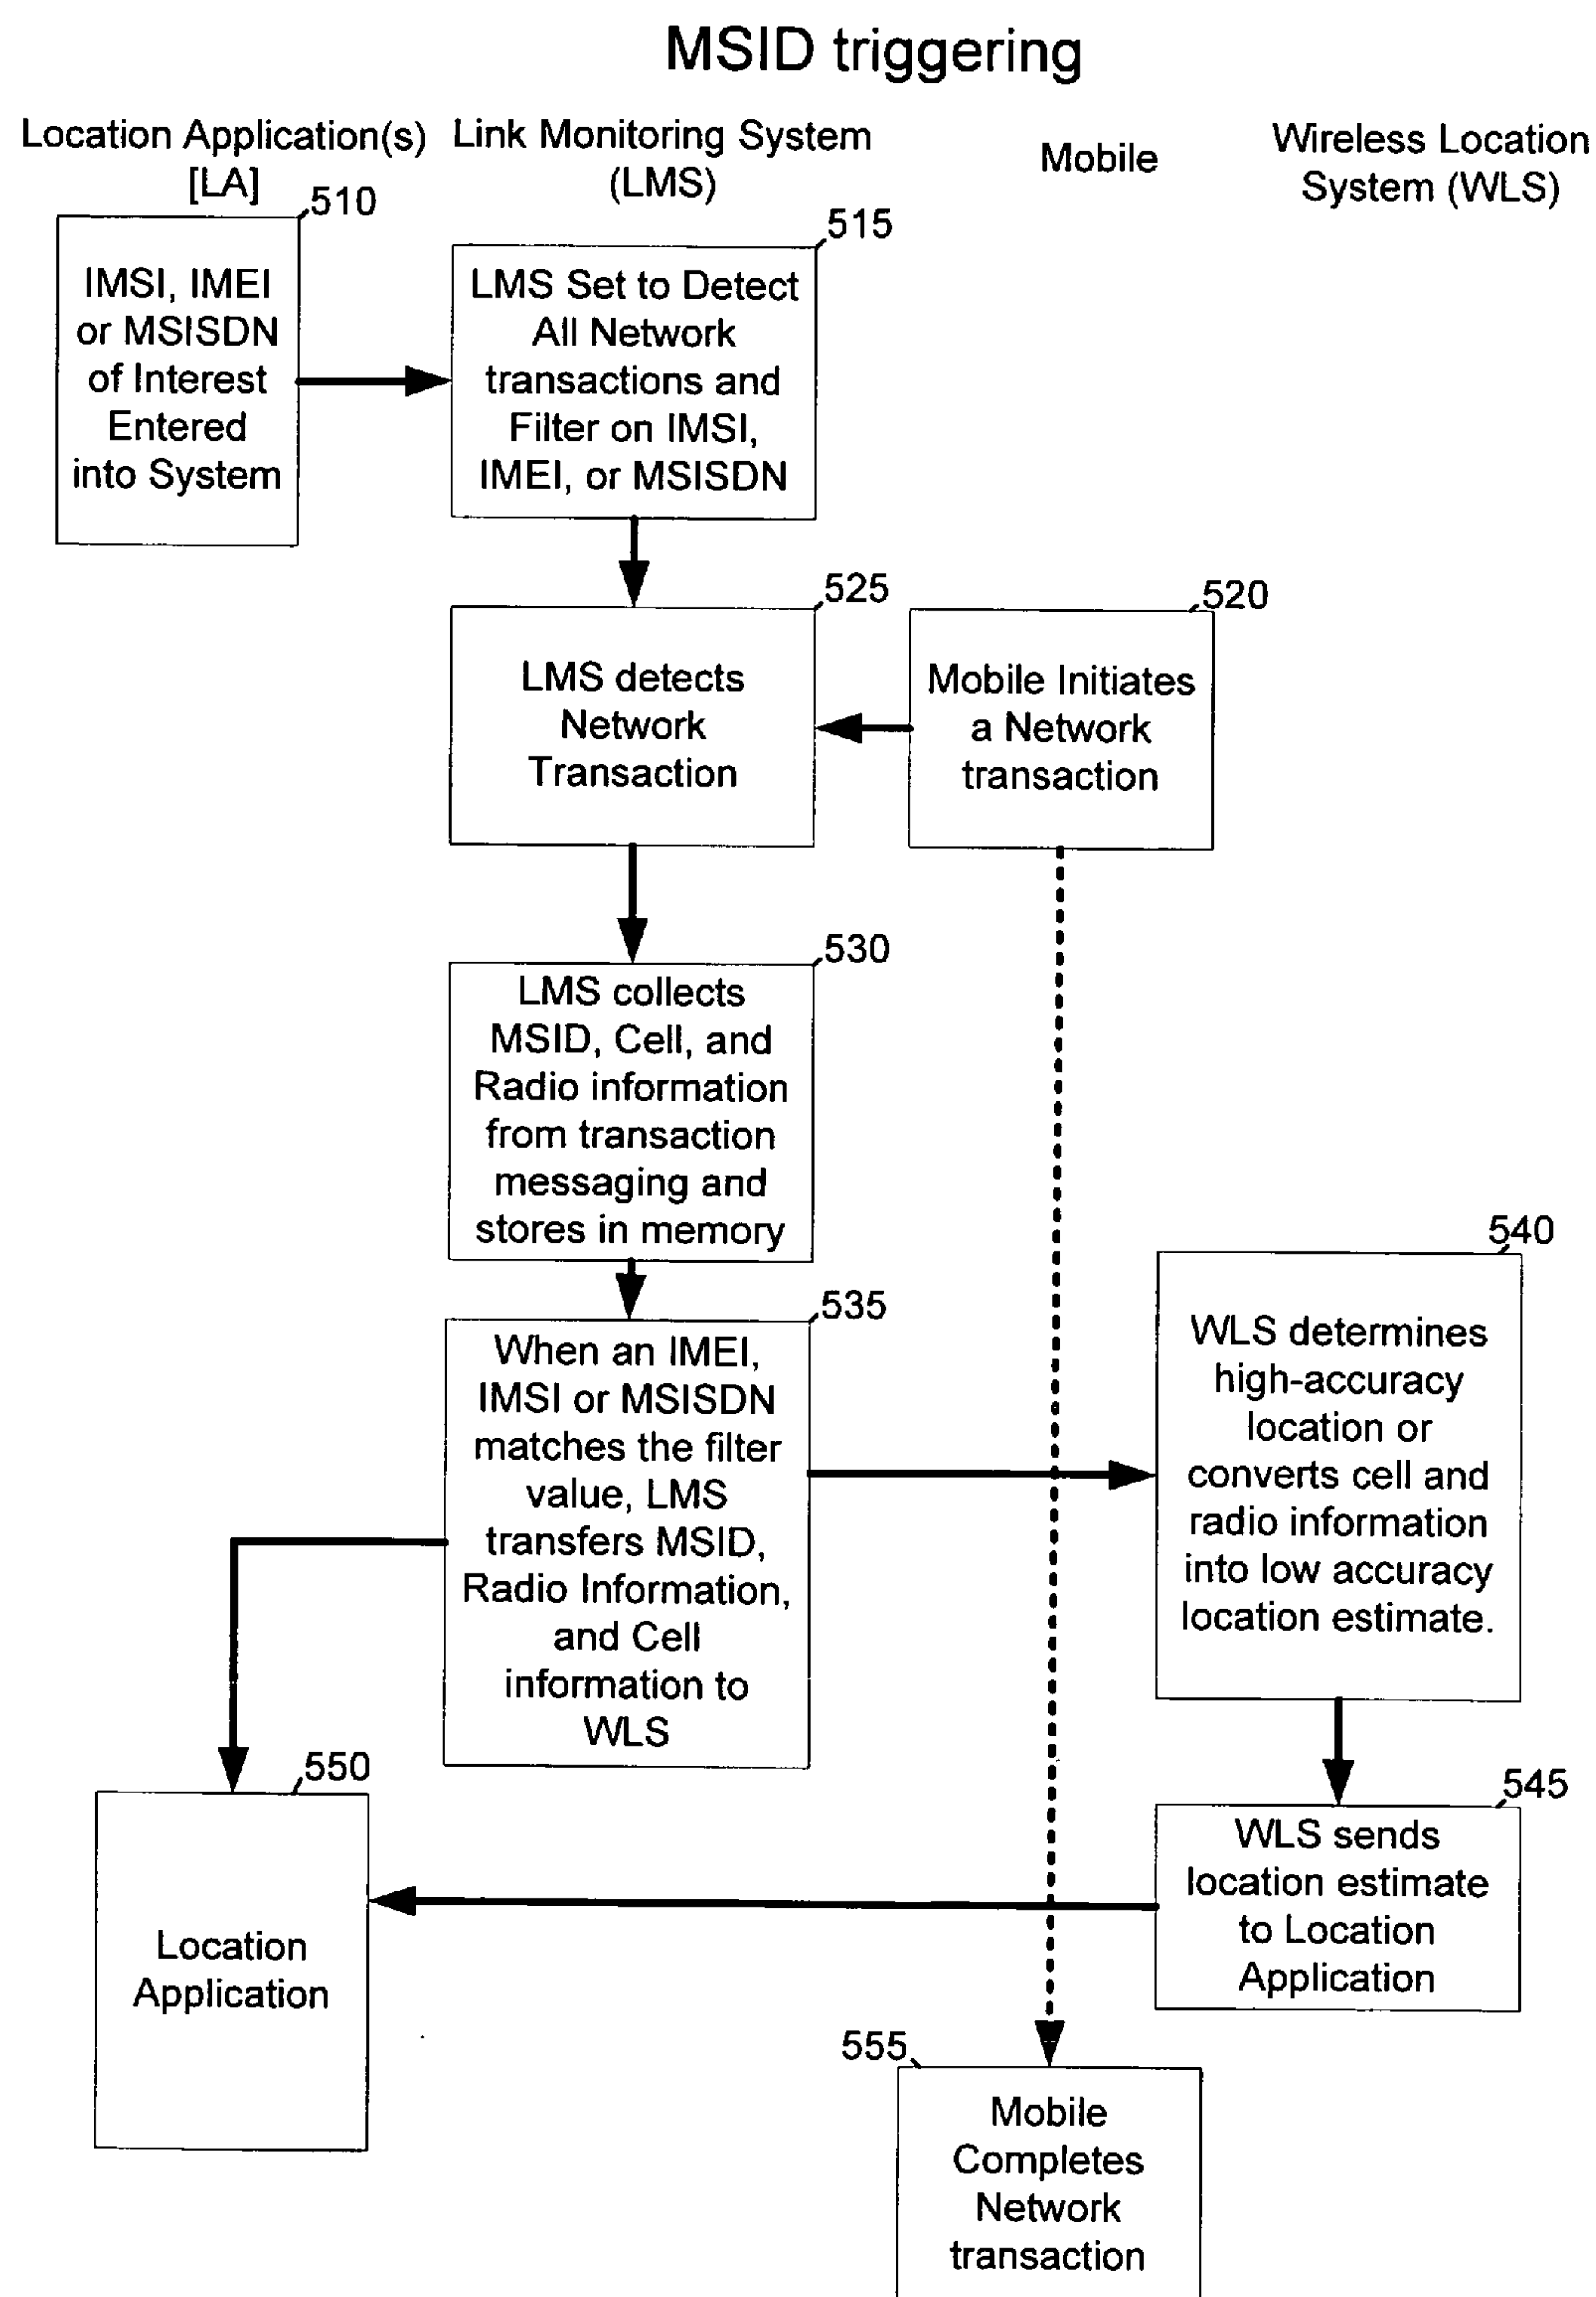 MSID triggering
Location Application(s)
[LA]
Link Monitoring System
(LMS)
Mobile
Wireless Location
System (WLS)
510
IMSI, IMEI
or MSISDN
of Interest
Entered
into System
515
LMS Set to Detect
All Network
transactions and
Filter on IMSI,
IMEI, or MSISDN
525
LMS detects
Network
Transaction
520
Mobile Initiates
a Network
transaction
530
LMS collects
MSID, Cell, and
Radio information
from transaction
messaging and
stores in memory
535
When an IMEI,
IMSI or MSISDN
matches the filter
value, LMS
transfers MSID,
Radio Information,
and Cell
information to
WLS
540
WLS determines
high-accuracy
location or
converts cell and
radio information
into low accuracy
location estimate.
550
Location
Application
545
WLS sends
location estimate
to Location
Application
555
Mobile
Completes
Network
transaction